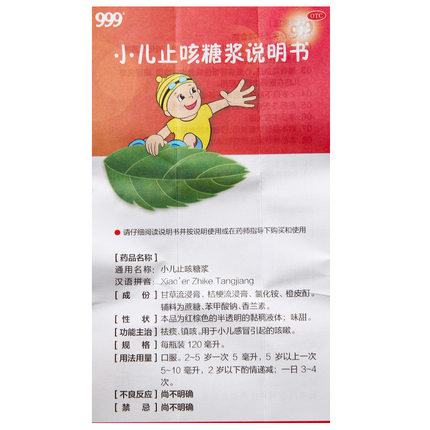 999
OTC
小儿止咳糖浆说明书
请仔细阅读说明书并按说明使用或在药师指导下购买和使用
【药品名称】
通用名称：小儿止咳糖浆
汉语拼音：Xiao'er Zhike Tangjiang
【成 份】甘草流浸膏、桔梗流浸膏、氯化铵、橙皮酊。
辅料为蔗糖、苯甲酸钠、香兰素。
【性 状】本品为红棕色的半透明的黏稠液体；味甜。
【功能主治】祛痰、镇咳。用于小儿感冒引起的咳嗽。
【规 格】每瓶装 120 毫升。
【用法用量】口服。2~5 岁一次 5 毫升，5 岁以上一次
5~10 毫升，2 岁以下酌情递减；一日 3~4
次。
【不良反应】尚不明确
【禁 忌】尚不明确